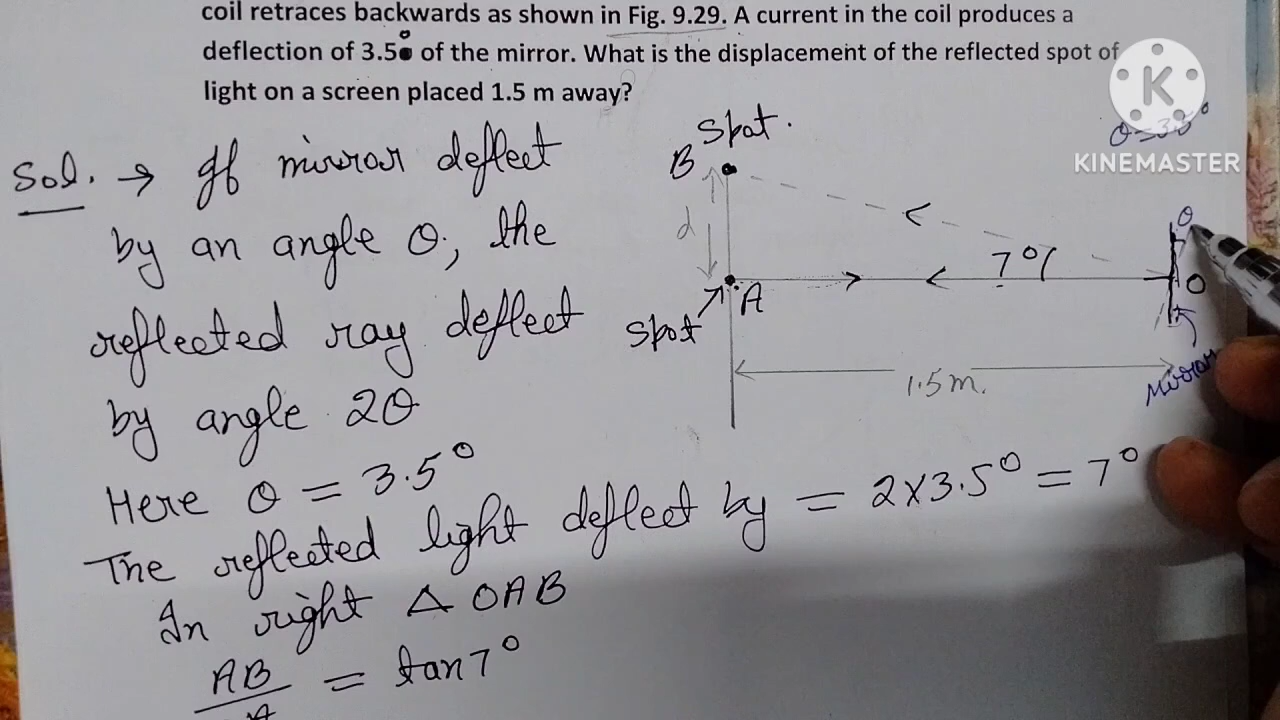 coil retraces backwards as shown in Fig. 9.29. A current in the coil produces a
deflection of 3.5° of the mirror. What is the displacement of the reflected spot of
light on a screen placed 1.5 m away?
K
KINEMASTER
Sol. → If mirror deflect
by an angle θ, the
reflected ray deflect
by angle 2θ
Here θ = 3.5°
The reflected light deflect by = 2×3.5° = 7°
In right △ OAB
AB = tan7°
Spot.
B
d
A
Spot
7°
θ
O
Mirror
1.5m.